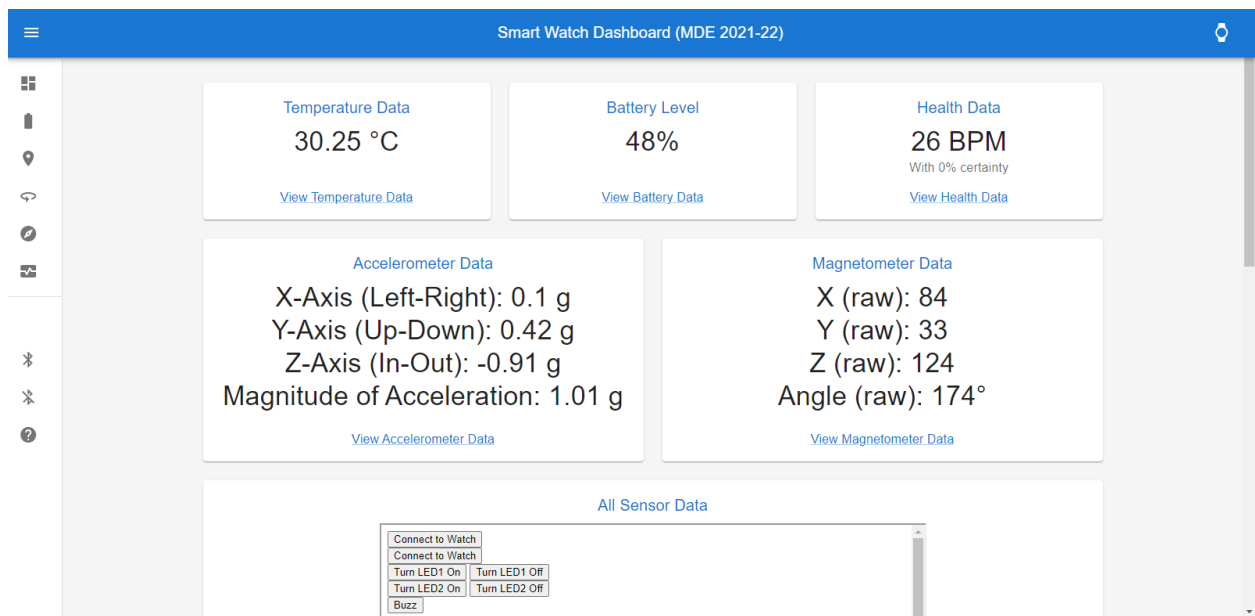 Smart Watch Dashboard (MDE 2021-22)
Temperature Data
30.25 °C
View Temperature Data
Battery Level
48%
View Battery Data
Health Data
26 BPM
With 0% certainty
View Health Data
Accelerometer Data
X-Axis (Left-Right): 0.1 g
Y-Axis (Up-Down): 0.42 g
Z-Axis (In-Out): -0.91 g
Magnitude of Acceleration: 1.01 g
View Accelerometer Data
Magnetometer Data
X (raw): 84
Y (raw): 33
Z (raw): 124
Angle (raw): 174°
View Magnetometer Data
All Sensor Data
Connect to Watch
Connect to Watch
Turn LED1 On Turn LED1 Off
Turn LED2 On Turn LED2 Off
Buzz